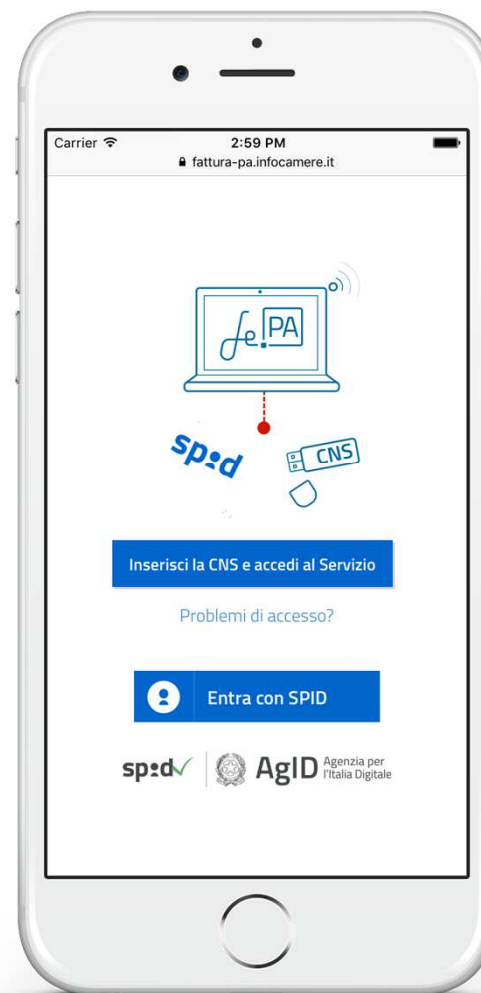 Carrier
2:59 PM
fattura-pa.infocamere.it
fe.PA
spid
CNS
Inserisci la CNS e accedi al Servizio
Problemi di accesso?
Entra con SPID
spid
AgID
Agenzia per
l'Italia Digitale